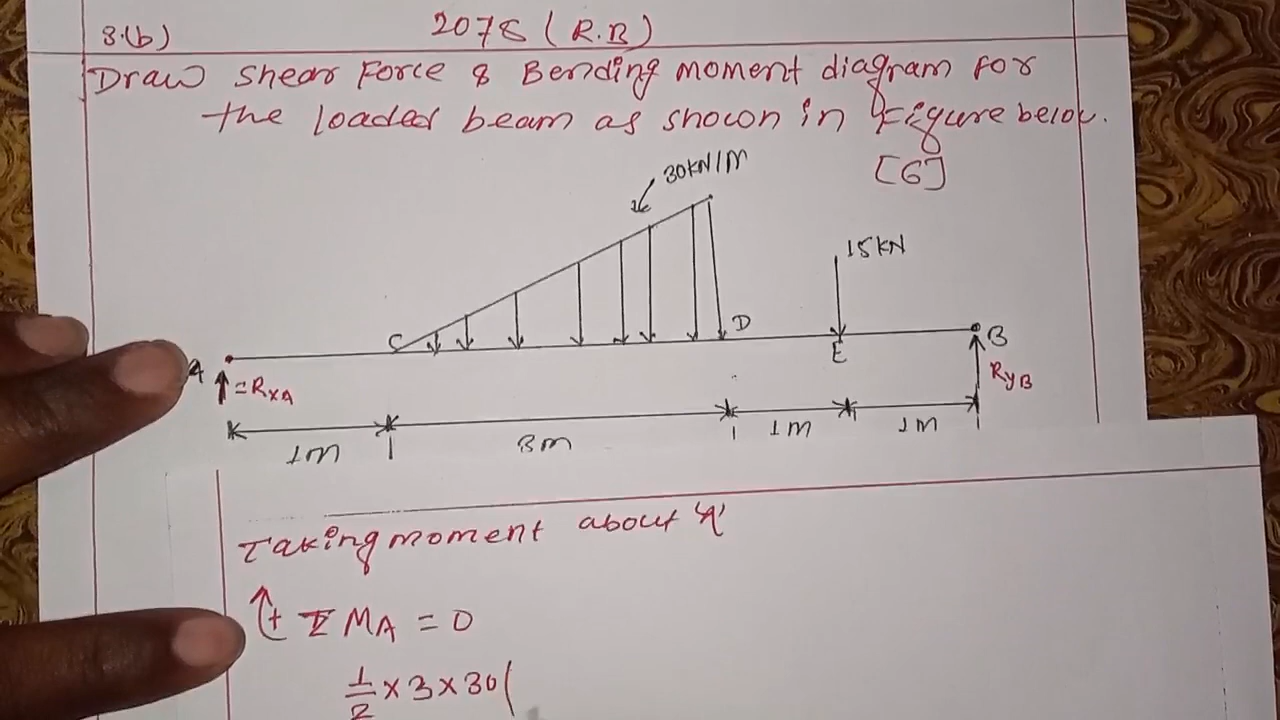 3.(b) 2078 (R.B)
Draw Shear Force & Bending moment diagram for
the loaded beam as shown in Figure below.
[6]
30KN/M
15KN
C
D
E
A
B
= RXA
RyB
1M
3m
1M
1M
Taking moment about 'A'
+ Σ MA = 0
1/2 × 3 × 30(